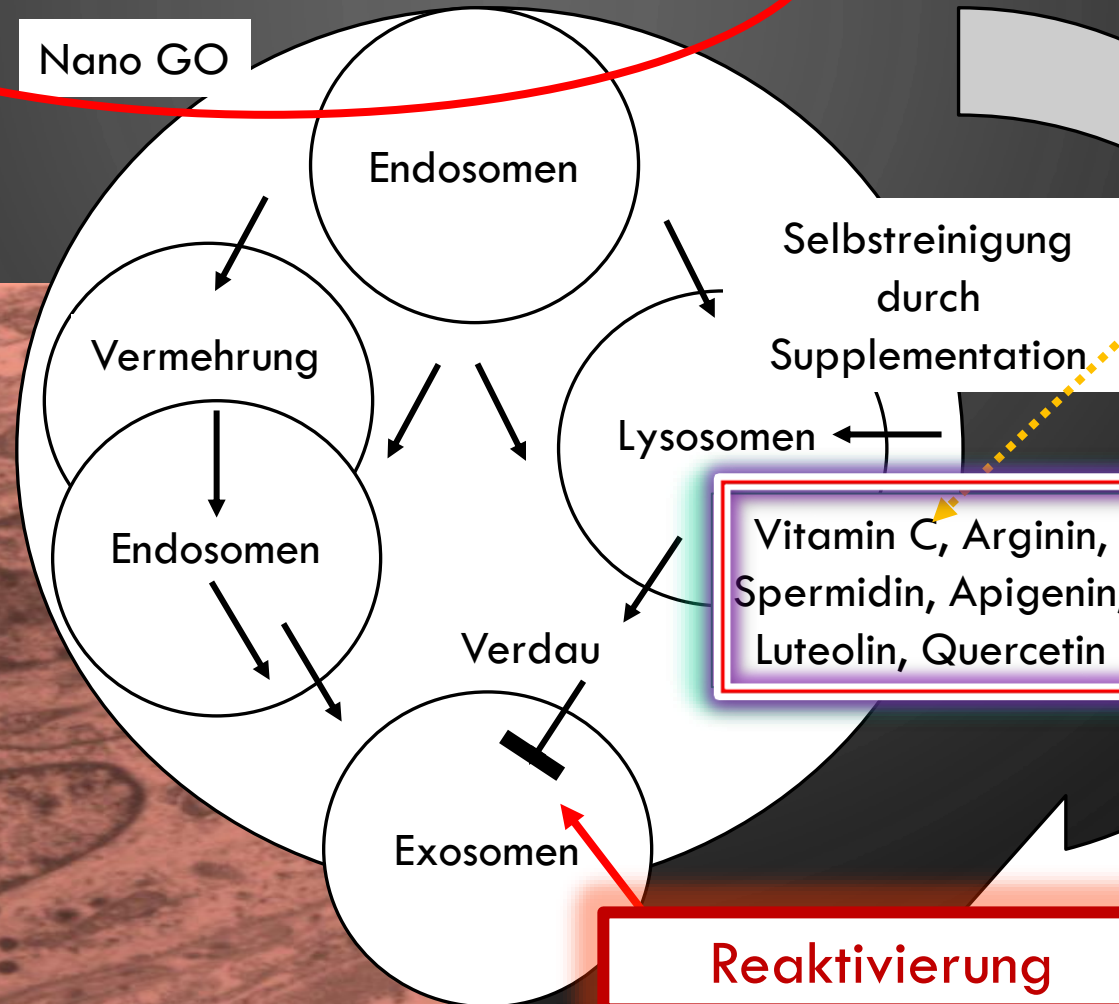 Nano GO
Endosomen
Selbstreinigung
durch
Supplementation
Vermehrung
Lysosomen
Endosomen
Vitamin C, Arginin,
Spermidin, Apigenin,
Luteolin, Quercetin
Verdau
Exosomen
Reaktivierung